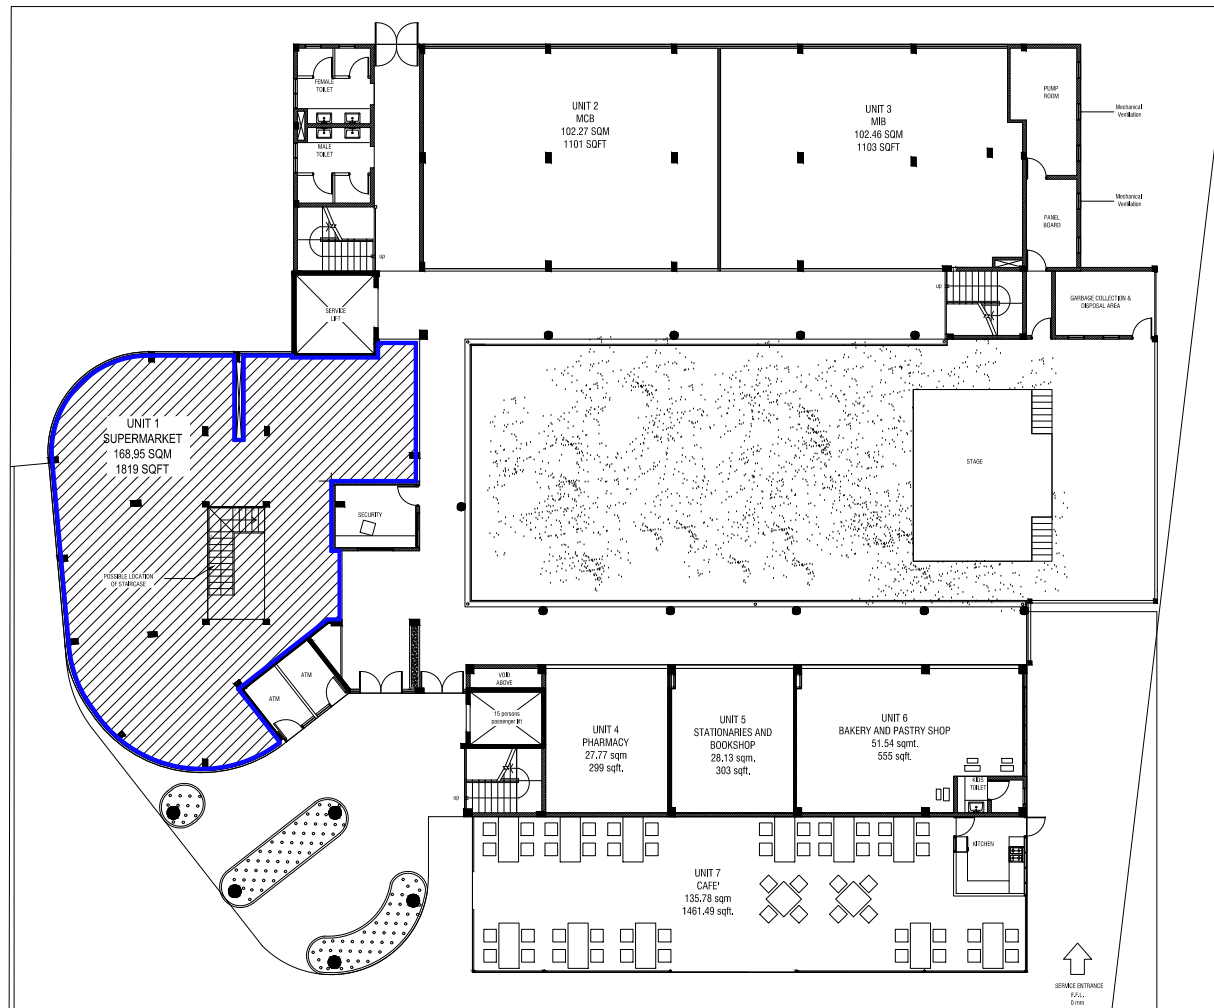 FEMALE
TOILET
MALE
TOILET
up
UNIT 2
MCB
102.27 SQM
1101 SQFT
UNIT 3
MIB
102.46 SQM
1103 SQFT
PUMP
ROOM
Mechanical
Ventilation
PANEL
BOARD
Mechanical
Ventilation
SERVICE
LIFT
up
GARBAGE COLLECTION &
DISPOSAL AREA
UNIT 1
SUPERMARKET
168,95 SQM
1819 SQFT
STAGE
SECURITY
POSSIBLE LOCATION
OF STAIRCASE
ATM
ATM
VOID
ABOVE
15 persons
passenger lift
up
UNIT 4
PHARMACY
27.77 sqm
299 sqft.
UNIT 5
STATIONARIES AND
BOOKSHOP
28.13 sqm.
303 sqft.
UNIT 6
BAKERY AND PASTRY SHOP
51.54 sqmt.
555 sqft.
KIDS
TOILET
KITCHEN
UNIT 7
CAFE'
135.78 sqm
1461.49 sqft.
SERVICE ENTRANCE
F.F.L.
0 mm